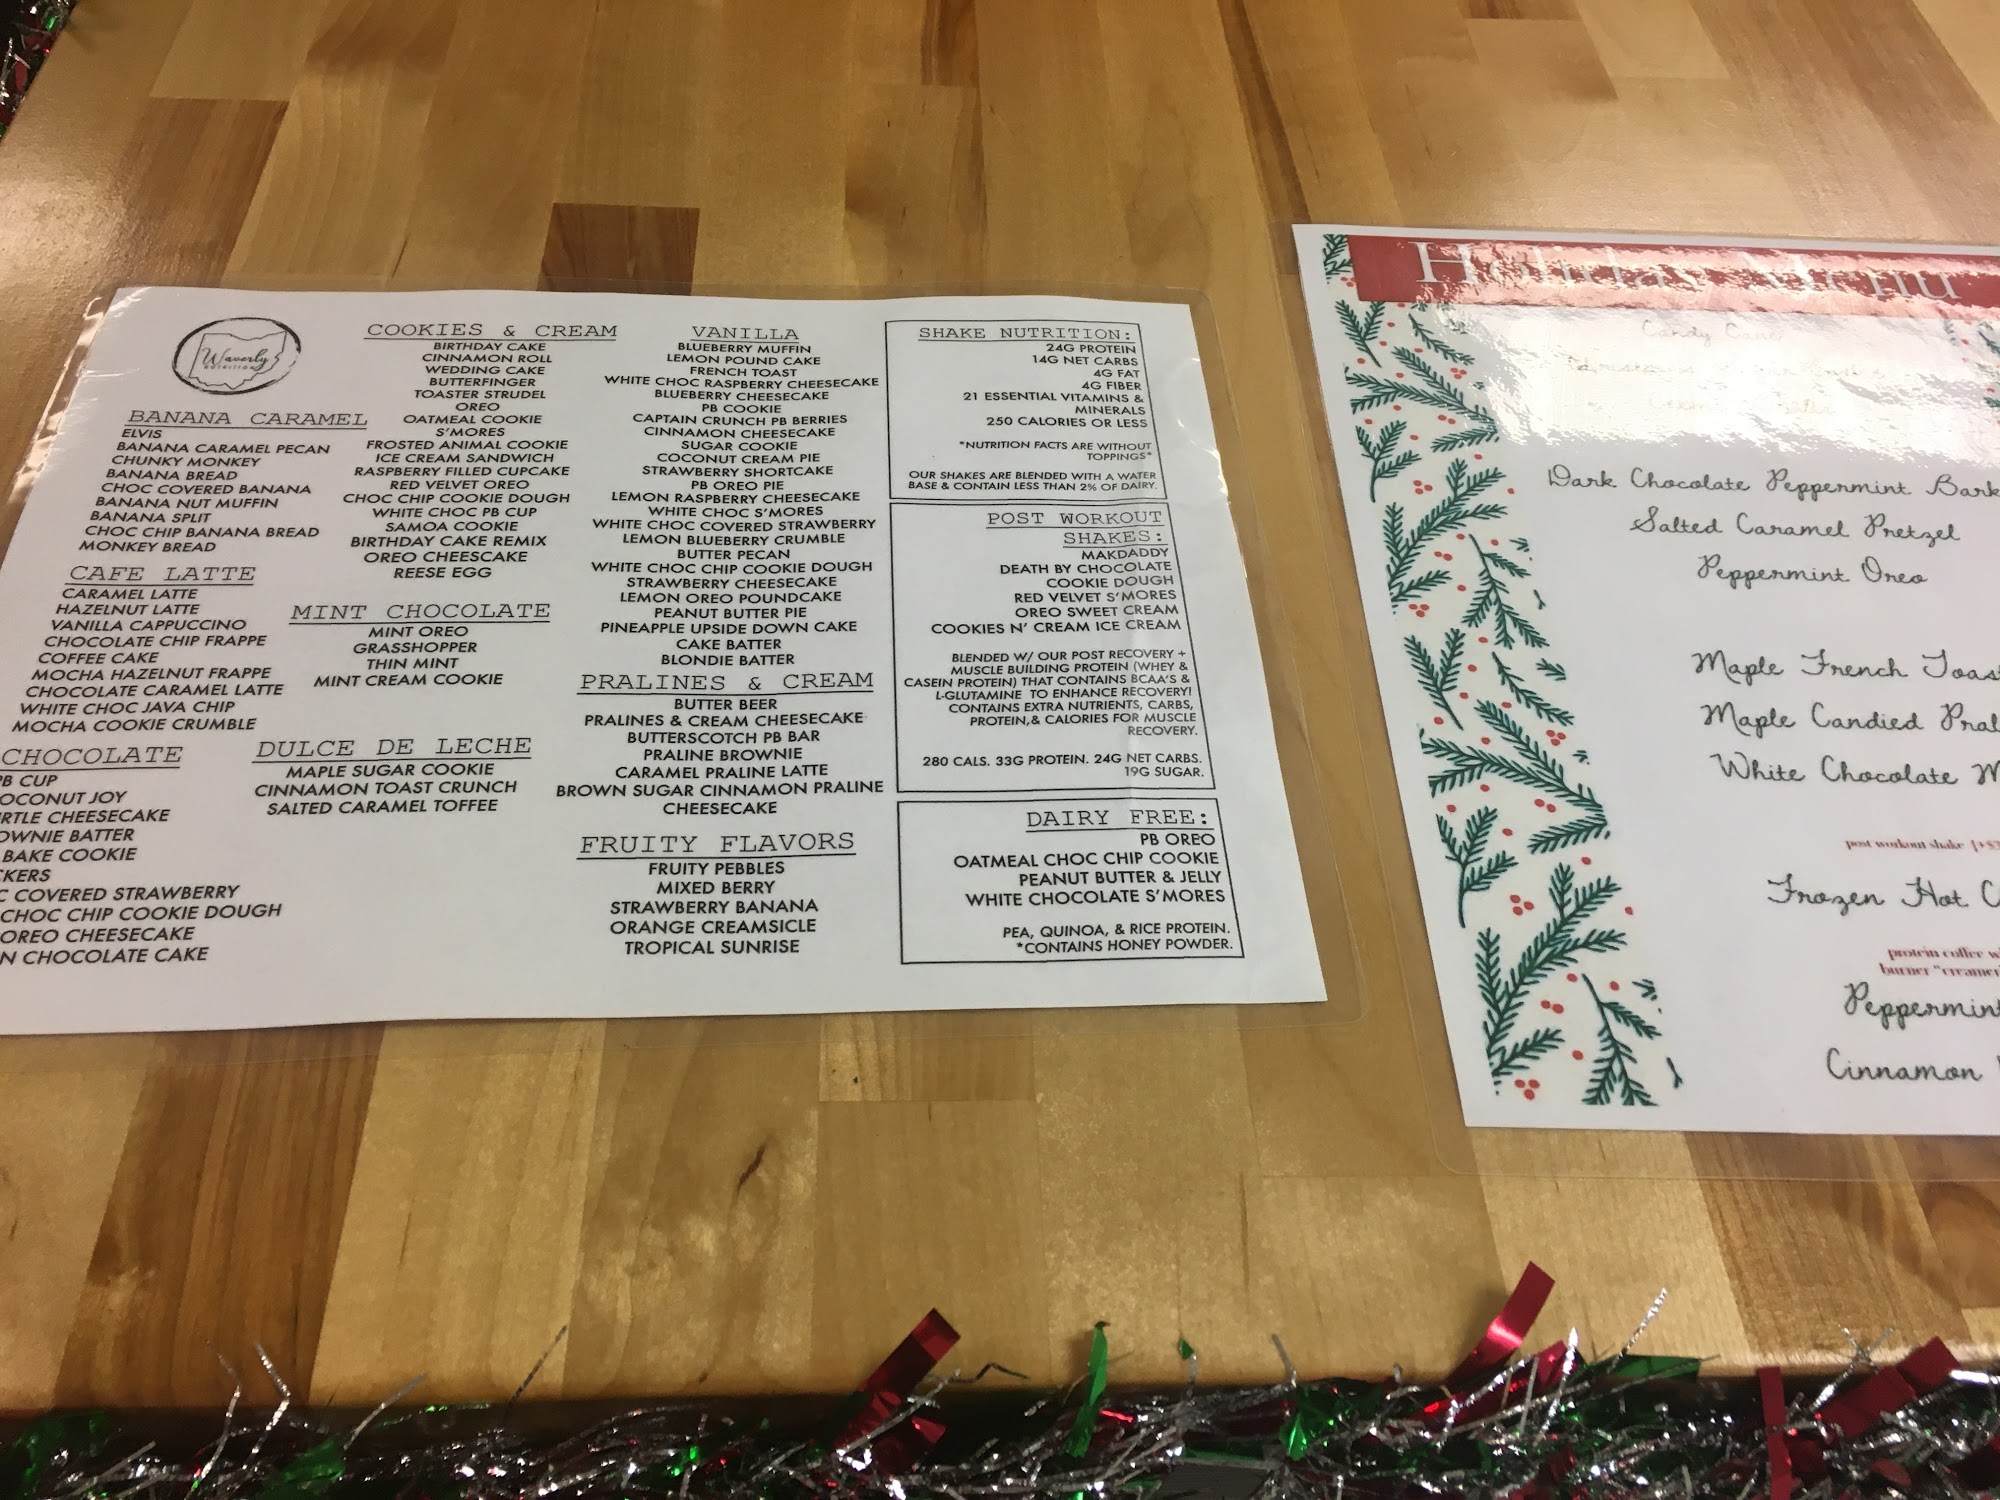 Waverly
NUTRITION
BANANA CARAMEL
ELVIS
BANANA CARAMEL PECAN
CHUNKY MONKEY
BANANA BREAD
CHOC COVERED BANANA
BANANA NUT MUFFIN
BANANA SPLIT
CHOC CHIP BANANA BREAD
MONKEY BREAD
CAFE LATTE
CARAMEL LATTE
HAZELNUT LATTE
VANILLA CAPPUCCINO
CHOCOLATE CHIP FRAPPE
COFFEE CAKE
MOCHA HAZELNUT FRAPPE
CHOCOLATE CARAMEL LATTE
WHITE CHOC JAVA CHIP
MOCHA COOKIE CRUMBLE
CHOCOLATE
PB CUP
OCONUT JOY
RTLE CHEESECAKE
OWNIE BATTER
BAKE COOKIE
CKERS
C COVERED STRAWBERRY
CHOC CHIP COOKIE DOUGH
OREO CHEESECAKE
N CHOCOLATE CAKE
COOKIES & CREAM
BIRTHDAY CAKE
CINNAMON ROLL
WEDDING CAKE
BUTTERFINGER
TOASTER STRUDEL
OREO
OATMEAL COOKIE
S'MORES
FROSTED ANIMAL COOKIE
ICE CREAM SANDWICH
RASPBERRY FILLED CUPCAKE
RED VELVET OREO
CHOC CHIP COOKIE DOUGH
WHITE CHOC PB CUP
SAMOA COOKIE
BIRTHDAY CAKE REMIX
OREO CHEESCAKE
REESE EGG
MINT CHOCOLATE
MINT OREO
GRASSHOPPER
THIN MINT
MINT CREAM COOKIE
DULCE DE LECHE
MAPLE SUGAR COOKIE
CINNAMON TOAST CRUNCH
SALTED CARAMEL TOFFEE
VANILLA
BLUEBERRY MUFFIN
LEMON POUND CAKE
FRENCH TOAST
WHITE CHOC RASPBERRY CHEESECAKE
BLUEBERRY CHEESECAKE
PB COOKIE
CAPTAIN CRUNCH PB BERRIES
CINNAMON CHEESECAKE
SUGAR COOKIE
COCONUT CREAM PIE
STRAWBERRY SHORTCAKE
PB OREO PIE
LEMON RASPBERRY CHEESECAKE
WHITE CHOC S'MORES
WHITE CHOC COVERED STRAWBERRY
LEMON BLUEBERRY CRUMBLE
BUTTER PECAN
WHITE CHOC CHIP COOKIE DOUGH
STRAWBERRY CHEESECAKE
LEMON OREO POUNDCAKE
PEANUT BUTTER PIE
PINEAPPLE UPSIDE DOWN CAKE
CAKE BATTER
BLONDIE BATTER
PRALINES & CREAM
BUTTER BEER
PRALINES & CREAM CHEESECAKE
BUTTERSCOTCH PB BAR
PRALINE BROWNIE
CARAMEL PRALINE LATTE
BROWN SUGAR CINNAMON PRALINE
CHEESECAKE
FRUITY FLAVORS
FRUITY PEBBLES
MIXED BERRY
STRAWBERRY BANANA
ORANGE CREAMSICLE
TROPICAL SUNRISE
SHAKE NUTRITION:
24G PROTEIN
14G NET CARBS
4G FAT
4G FIBER
21 ESSENTIAL VITAMINS &
MINERALS
250 CALORIES OR LESS
*NUTRITION FACTS ARE WITHOUT
TOPPINGS*
OUR SHAKES ARE BLENDED WITH A WATER
BASE & CONTAIN LESS THAN 2% OF DAIRY.
POST WORKOUT
SHAKES:
MAKDADDY
DEATH BY CHOCOLATE
COOKIE DOUGH
RED VELVET S'MORES
OREO SWEET CREAM
COOKIES N' CREAM ICE CREAM
BLENDED W/ OUR POST RECOVERY +
MUSCLE BUILDING PROTEIN (WHEY &
CASEIN PROTEIN) THAT CONTAINS BCAA'S &
L-GLUTAMINE TO ENHANCE RECOVERY!
CONTAINS EXTRA NUTRIENTS, CARBS,
PROTEIN,& CALORIES FOR MUSCLE
RECOVERY.
280 CALS. 33G PROTEIN. 24G NET CARBS.
19G SUGAR.
DAIRY FREE:
PB OREO
OATMEAL CHOC CHIP COOKIE
PEANUT BUTTER & JELLY
WHITE CHOCOLATE S'MORES
PEA, QUINOA, & RICE PROTEIN.
*CONTAINS HONEY POWDER.
Holiday Menu
Candy Cane
Dark Chocolate Peppermint Bark
Salted Caramel Pretzel
Peppermint Oreo
Maple French Toas
Maple Candied Pral
White Chocolate M
post workout shake [+$
Frozen Hot C
protein coffee w
burner "creamer
Peppermint
Cinnamon